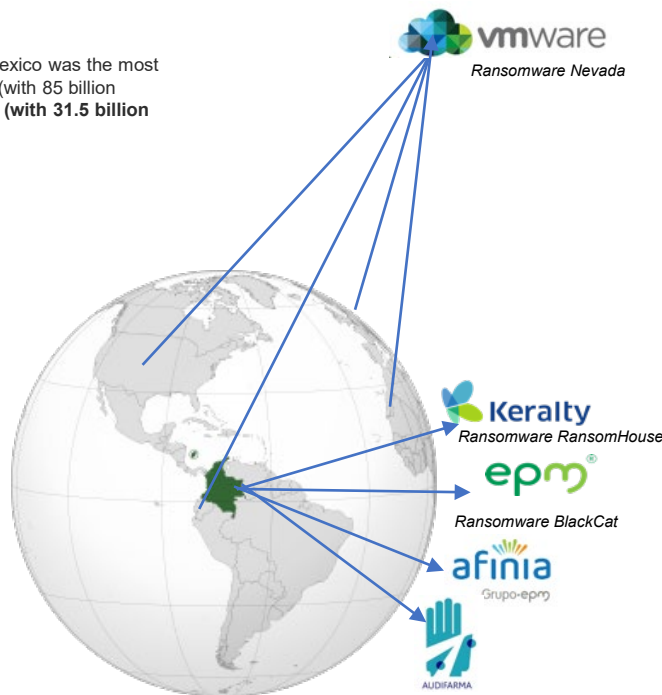 exico was the most
(with 85 billion
(with 31.5 billion
vmware
Ransomware Nevada
Keralty
Ransomware RansomHouse
epm®
Ransomware BlackCat
afinia
Grupo-epm
AUDIFARMA